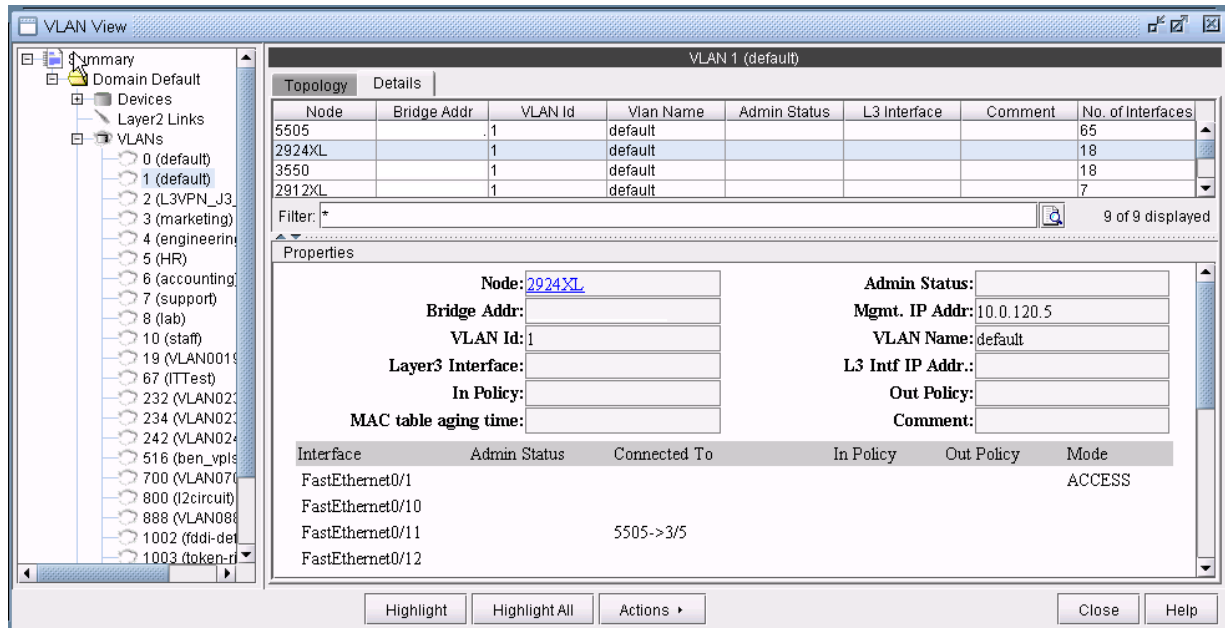 VLAN View
Summary
Domain Default
Devices
Layer2 Links
VLANs
0 (default)
1 (default)
2 (L3VPN_J3_
3 (marketing)
4 (engineering
5 (HR)
6 (accounting)
7 (support)
8 (lab)
10 (staff)
19 (VLAN0019
67 (ITTest)
232 (VLAN023
234 (VLAN023
242 (VLAN024
516 (ben_vpls
700 (VLAN070
800 (l2circuit)
888 (VLAN088
1002 (fddi-def
1003 (token-ri
VLAN 1 (default)
Topology Details
Node Bridge Addr VLAN Id Vlan Name Admin Status L3 Interface Comment No. of Interfaces
5505 1 default 65
2924XL 1 default 18
3550 1 default 18
2912XL 1 default 7
Filter: * 9 of 9 displayed
Properties
Node: 2924XL Admin Status:
Bridge Addr: Mgmt. IP Addr: 10.0.120.5
VLAN Id: 1 VLAN Name: default
Layer3 Interface: L3 Intf IP Addr.:
In Policy: Out Policy:
MAC table aging time: Comment:
Interface Admin Status Connected To In Policy Out Policy Mode
FastEthernet0/1 ACCESS
FastEthernet0/10
FastEthernet0/11 5505->3/5
FastEthernet0/12
Highlight Highlight All Actions Close Help